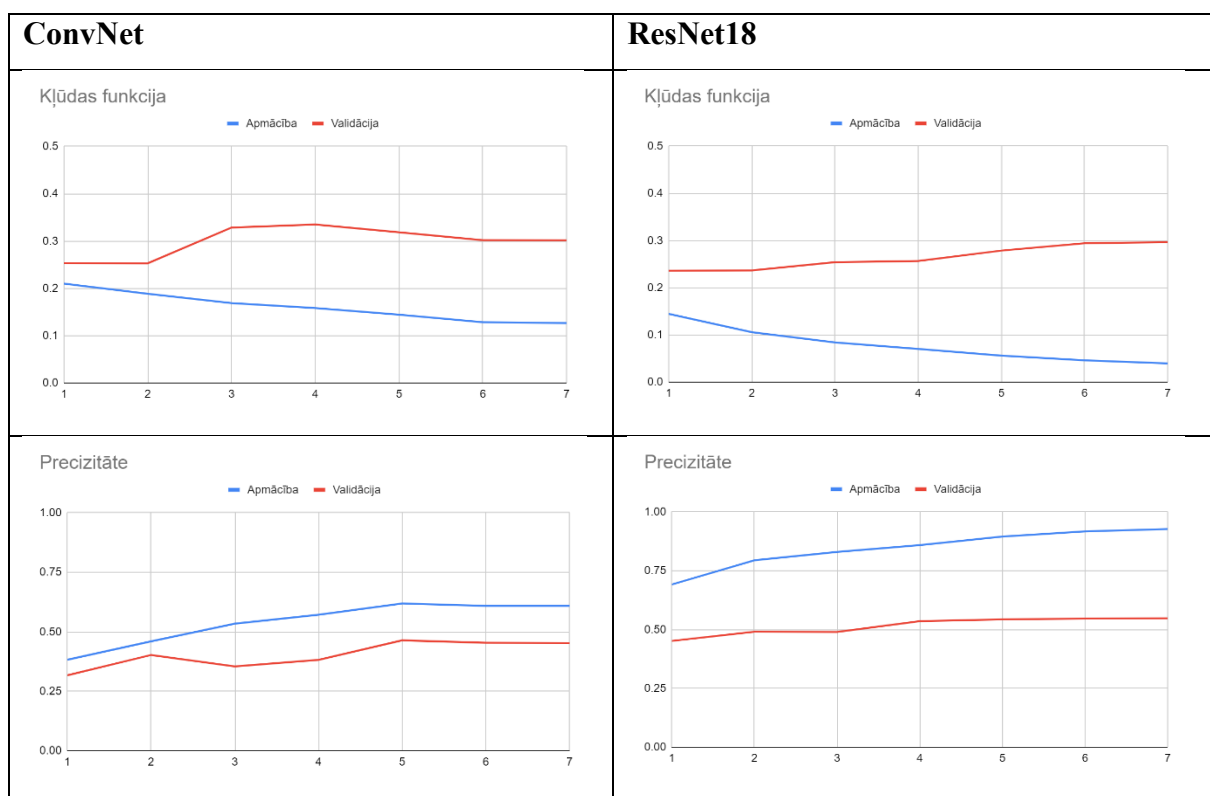 ConvNet
ResNet18
Kļūdas funkcija
Apmācība Validācija
0.5
0.4
0.3
0.2
0.1
0.0
1 2 3 4 5 6 7
Kļūdas funkcija
Apmācība Validācija
0.5
0.4
0.3
0.2
0.1
0.0
1 2 3 4 5 6 7
Precizitāte
Apmācība Validācija
1.00
0.75
0.50
0.25
0.00
1 2 3 4 5 6 7
Precizitāte
Apmācība Validācija
1.00
0.75
0.50
0.25
0.00
1 2 3 4 5 6 7